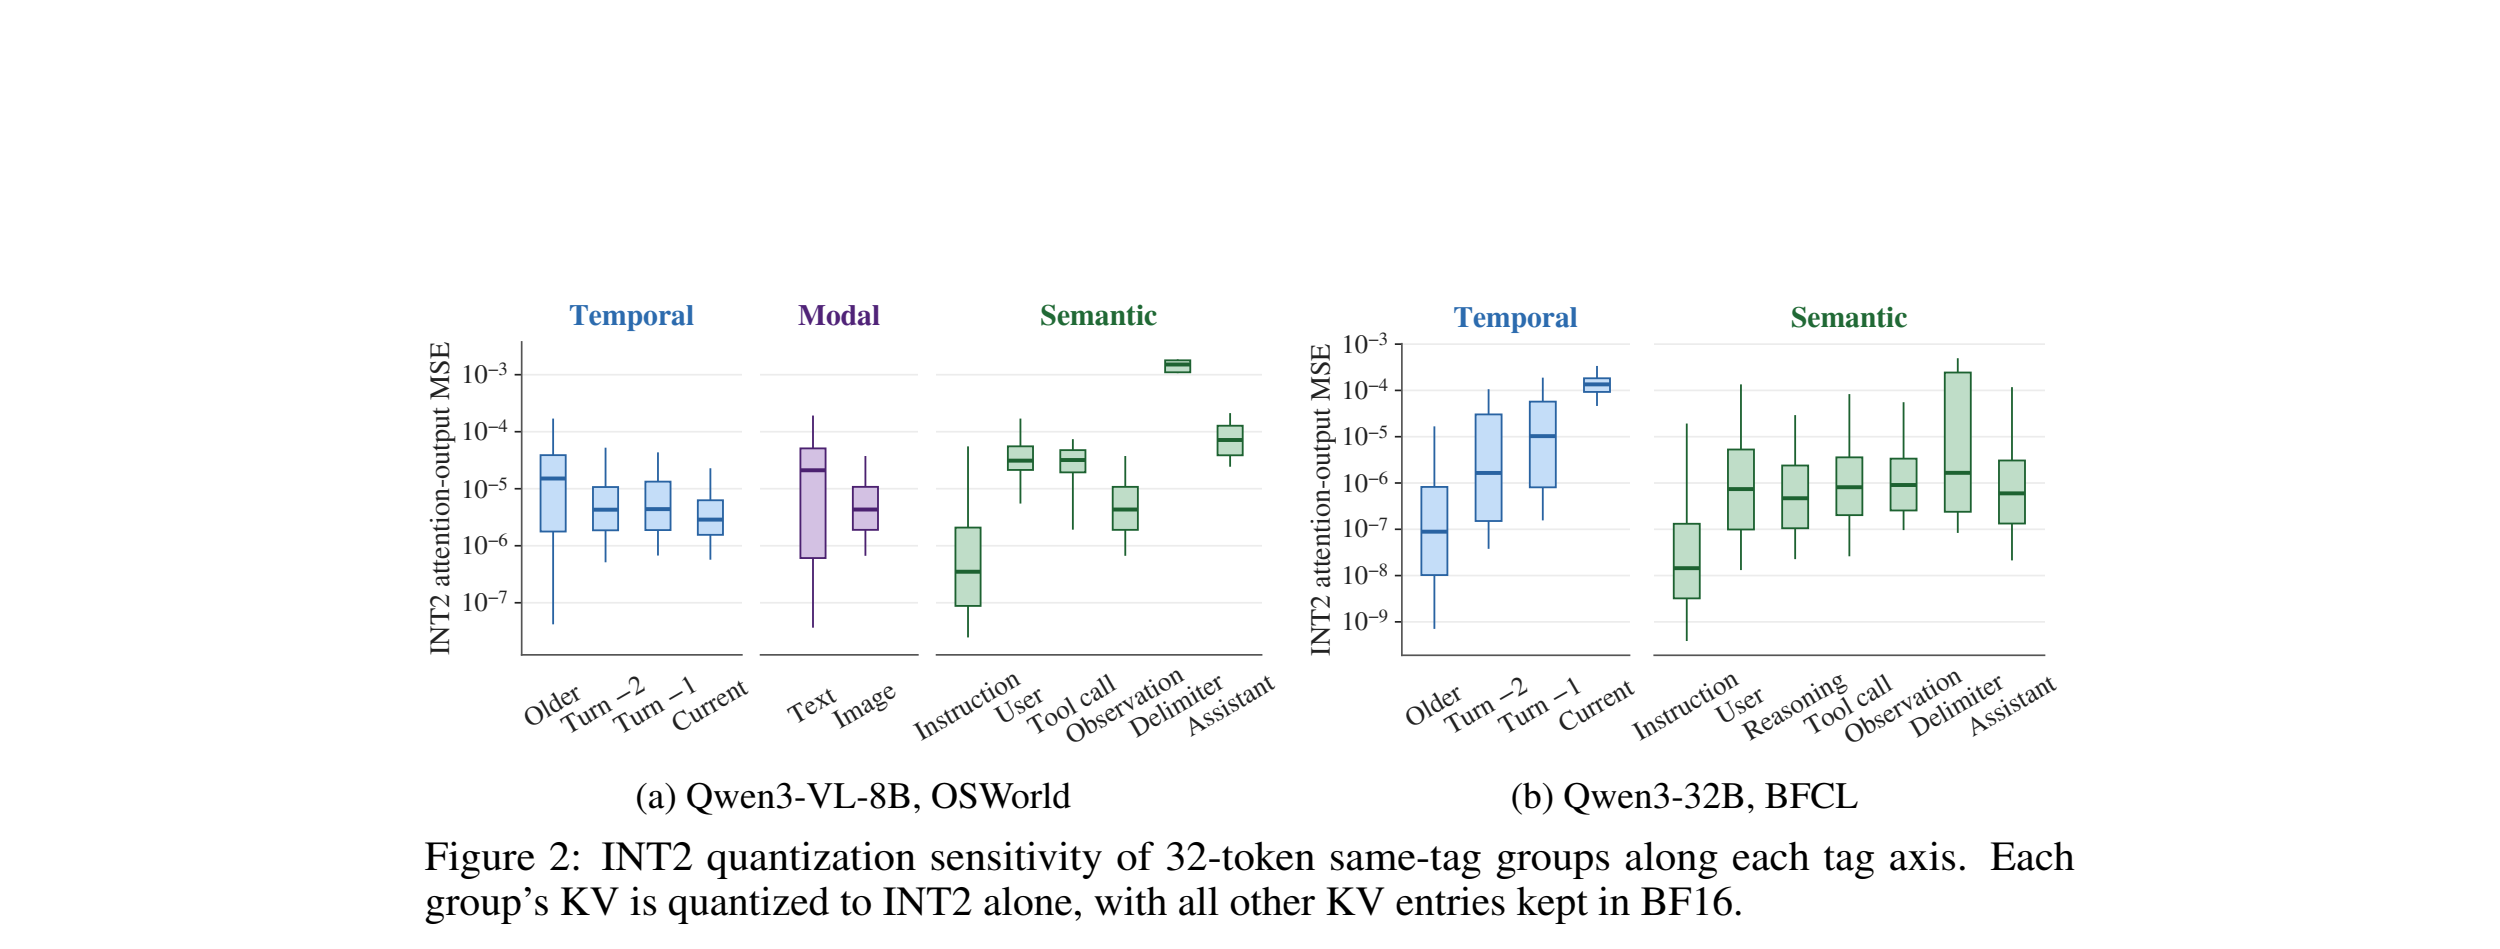 Temporal
Modal
Semantic
INT2 attention-output MSE
10⁻³
10⁻⁴
10⁻⁵
10⁻⁶
10⁻⁷
Older
Turn −2
Turn −1
Current
Text
Image
Instruction
User
Tool call
Observation
Delimiter
Assistant
(a) Qwen3-VL-8B, OSWorld
Temporal
Semantic
INT2 attention-output MSE
10⁻³
10⁻⁴
10⁻⁵
10⁻⁶
10⁻⁷
10⁻⁸
10⁻⁹
Older
Turn −2
Turn −1
Current
Instruction
User
Reasoning
Tool call
Observation
Delimiter
Assistant
(b) Qwen3-32B, BFCL
Figure 2: INT2 quantization sensitivity of 32-token same-tag groups along each tag axis. Each
group’s KV is quantized to INT2 alone, with all other KV entries kept in BF16.